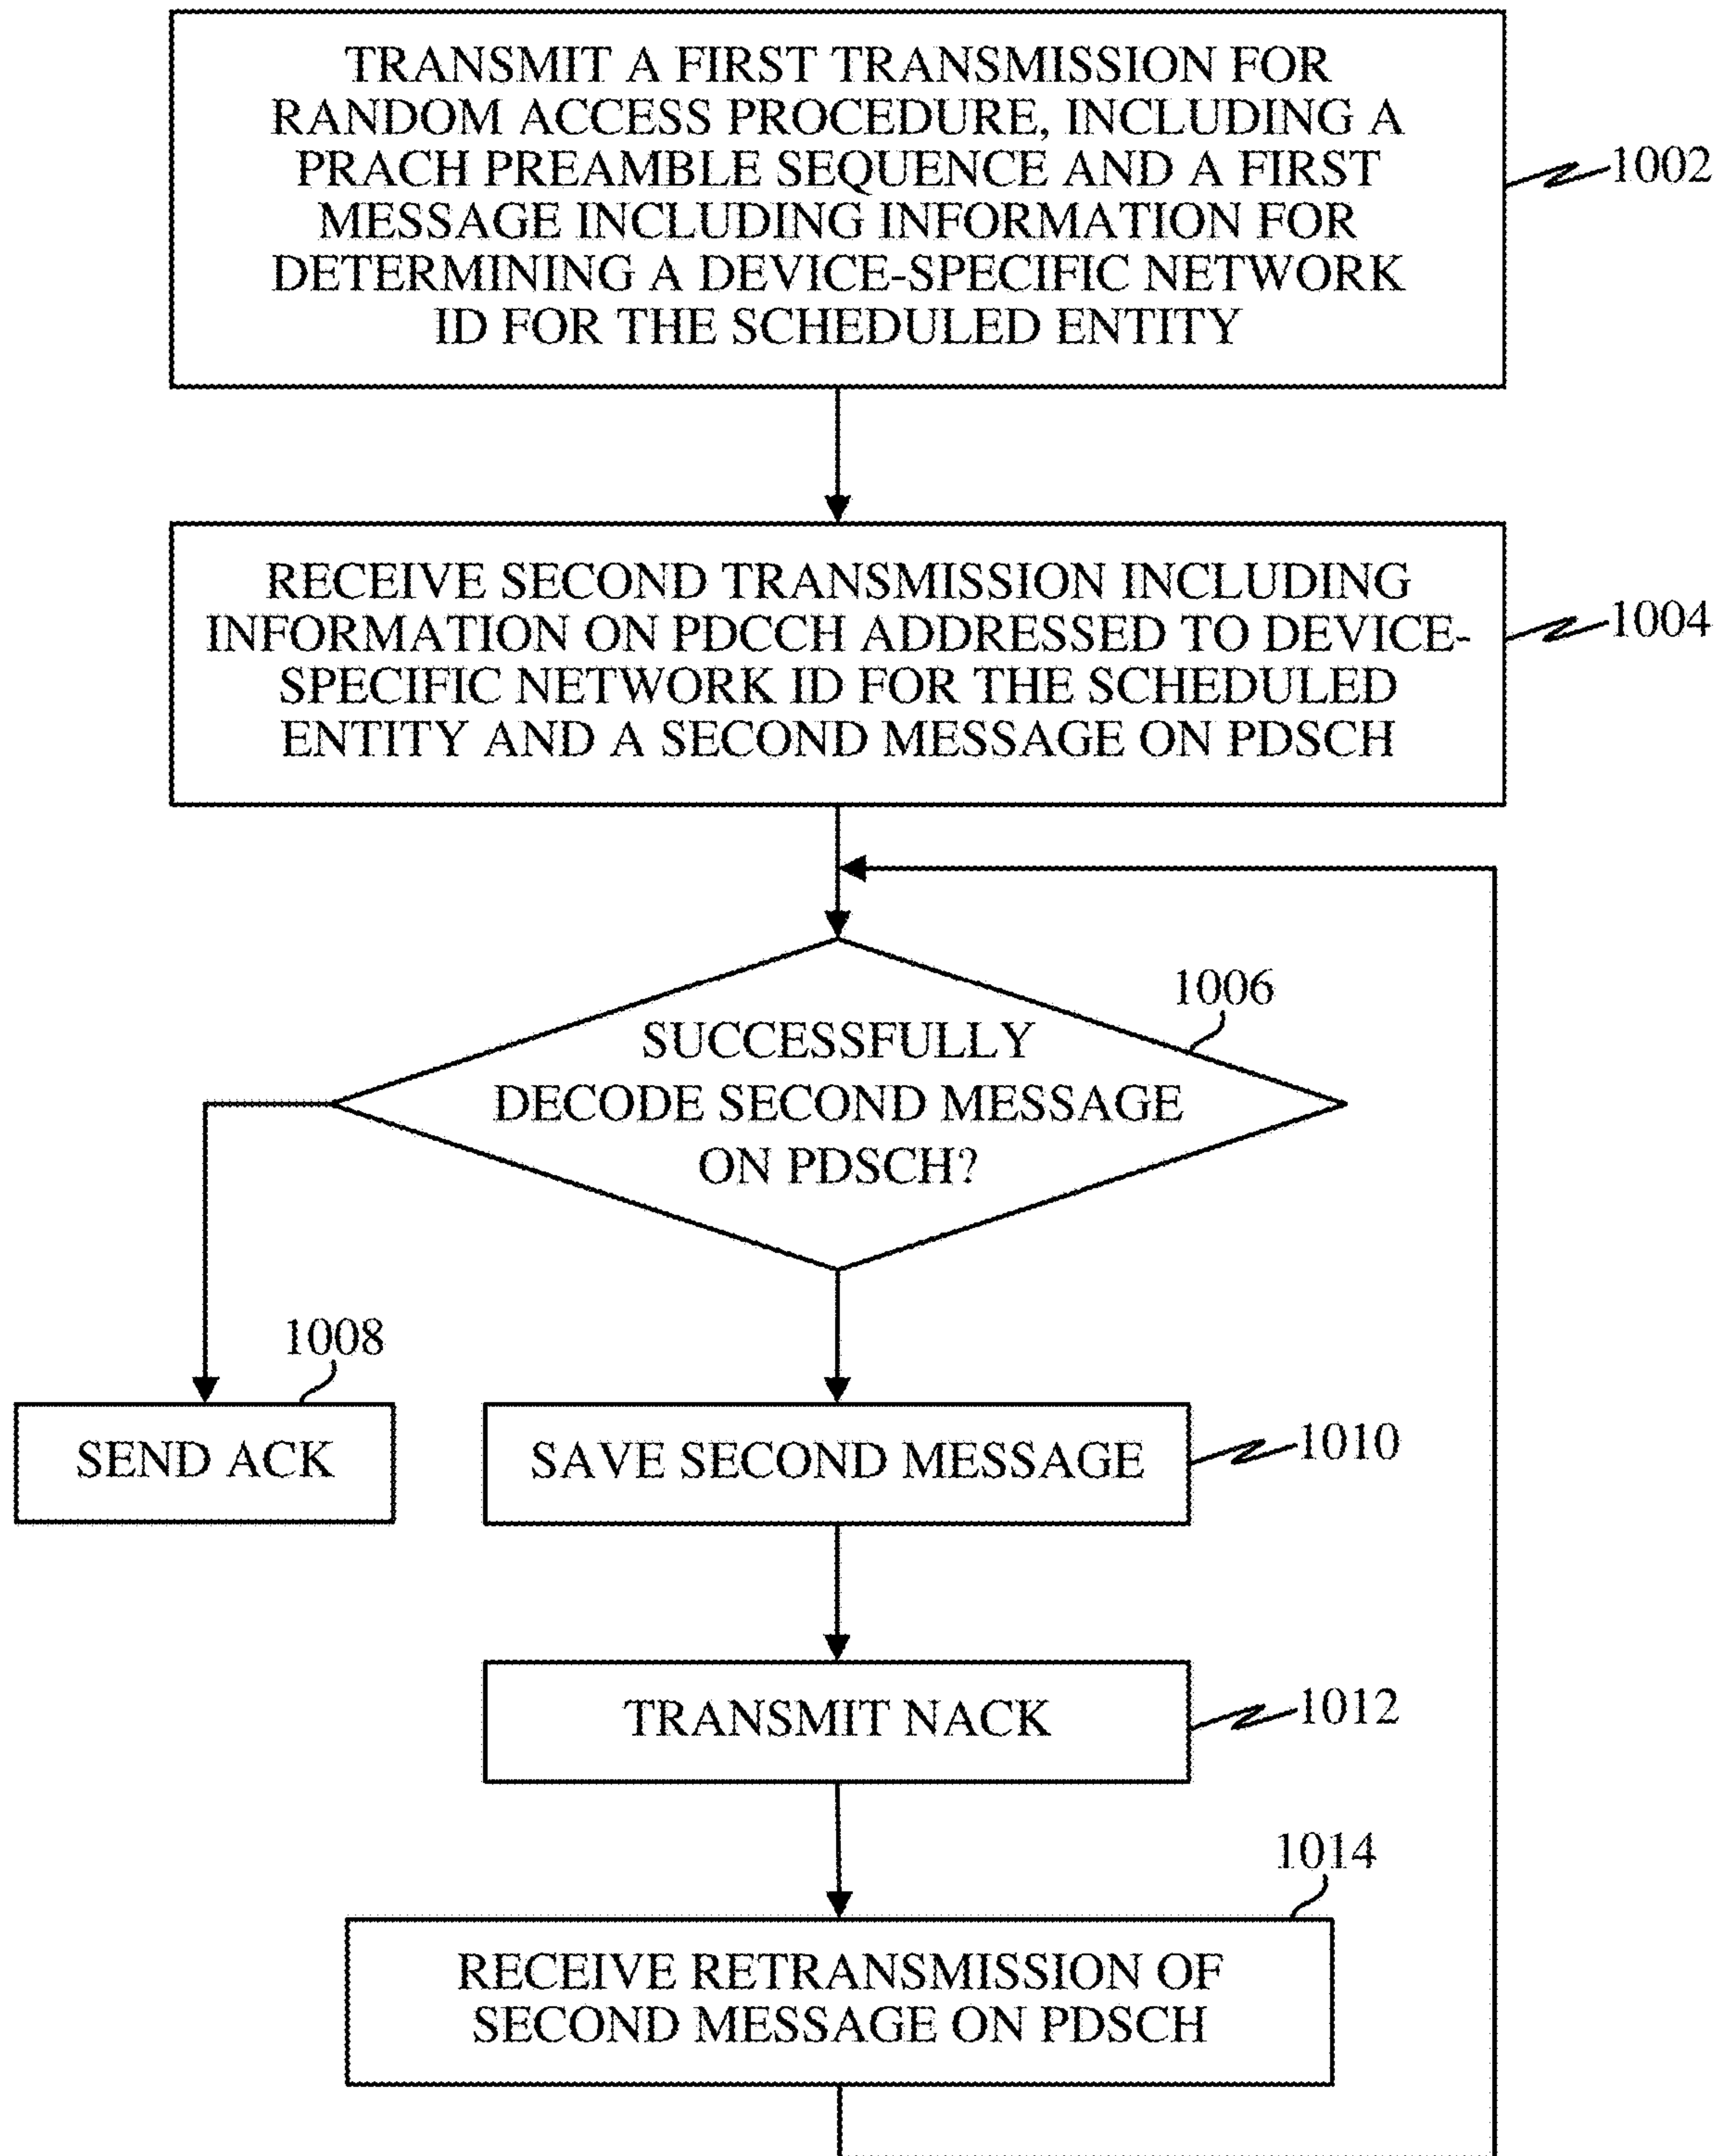 TRANSMIT A FIRST TRANSMISSION FOR
RANDOM ACCESS PROCEDURE, INCLUDING A
PRACH PREAMBLE SEQUENCE AND A FIRST
MESSAGE INCLUDING INFORMATION FOR
DETERMINING A DEVICE-SPECIFIC NETWORK
ID FOR THE SCHEDULED ENTITY
1002
RECEIVE SECOND TRANSMISSION INCLUDING
INFORMATION ON PDCCH ADDRESSED TO DEVICE-
SPECIFIC NETWORK ID FOR THE SCHEDULED
ENTITY AND A SECOND MESSAGE ON PDSCH
1004
1006
SUCCESSFULLY
DECODE SECOND MESSAGE
ON PDSCH?
1008
SEND ACK
SAVE SECOND MESSAGE
1010
TRANSMIT NACK
1012
1014
RECEIVE RETRANSMISSION OF
SECOND MESSAGE ON PDSCH